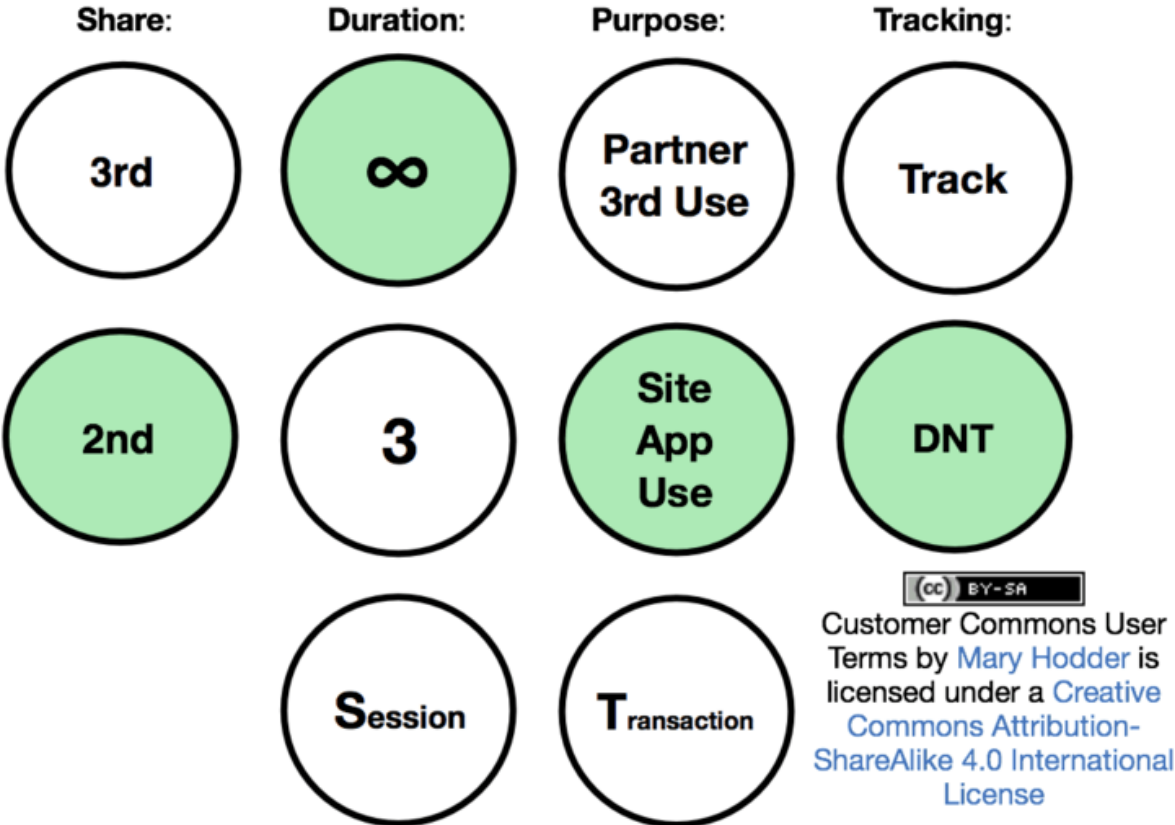 Share: Duration: Purpose: Tracking:
3rd
∞
Partner
3rd Use
Track
2nd
3
Site
App
Use
DNT
Session
Transaction
(cc) BY-SA
Customer Commons User
Terms by Mary Hodder is
licensed under a Creative
Commons Attribution-
ShareAlike 4.0 International
License